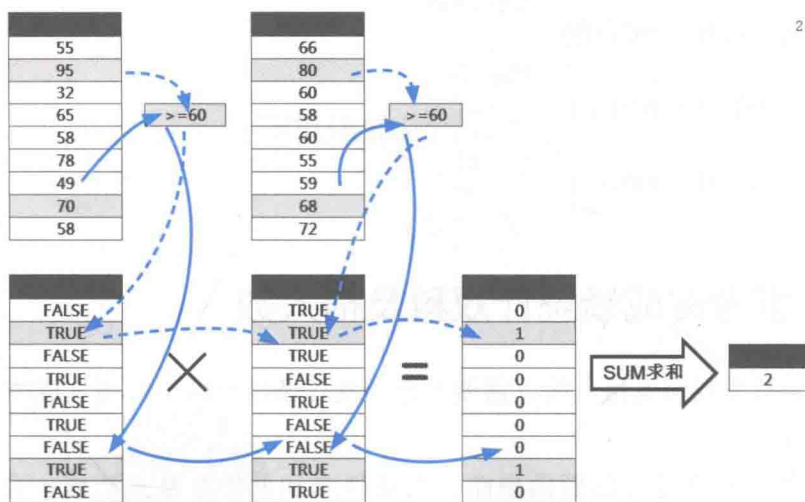 2
55 66
95 80
32 60
65 >=60 58 >=60
58 60
78 55
49 59
70 68
58 72
FALSE TRUE 0
TRUE TRUE 1
FALSE TRUE 0
TRUE FALSE 0 SUM求和 2
FALSE TRUE 0
TRUE FALSE 0
FALSE FALSE 0
TRUE TRUE 1
FALSE TRUE 0
× =